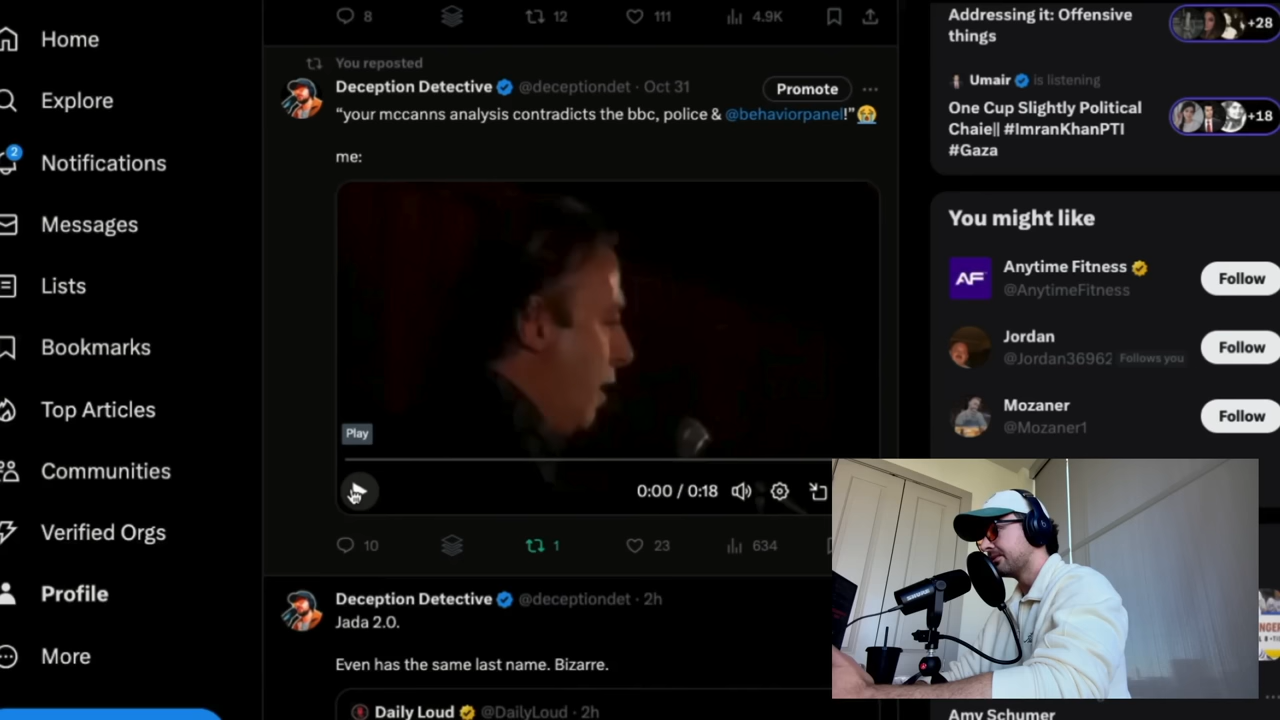 Home
Explore
2
Notifications
Messages
Lists
Bookmarks
Top Articles
Communities
Verified Orgs
Profile
More
8 12 111 4.9K
You reposted
Deception Detective @deceptiondet · Oct 31
Promote
“your mccanns analysis contradicts the bbc, police & @behaviorpanel!”😭
me:
Play
0:00 / 0:18
10 1 23 634
Deception Detective @deceptiondet · 2h
Jada 2.0.
Even has the same last name. Bizarre.
Daily Loud @DailyLoud · 2h
Addressing it: Offensive
things
+28
Umair is listening
One Cup Slightly Political
Chaie|| #ImranKhanPTI
#Gaza
+18
You might like
AF
Anytime Fitness
@AnytimeFitness
Follow
Jordan
@Jordan36962 Follows you
Follow
Mozaner
@Mozaner1
Follow
SHURE
Amy Schumer